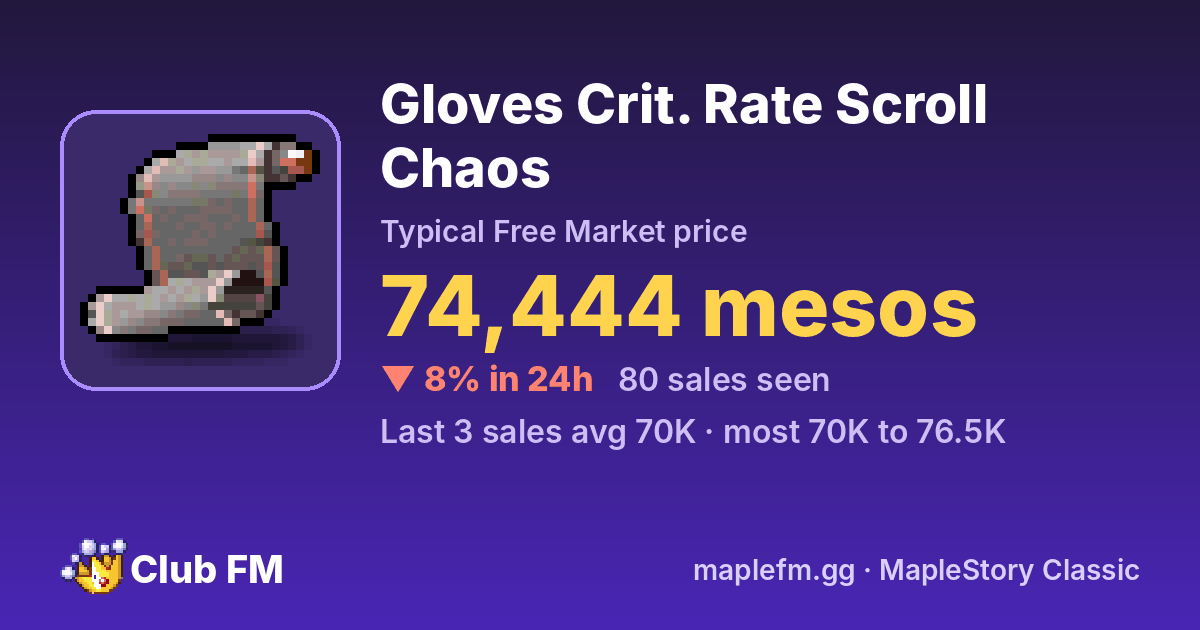 Gloves Crit. Rate Scroll
Chaos
Typical Free Market price
74,444 mesos
▼ 8% in 24h 80 sales seen
Last 3 sales avg 70K · most 70K to 76.5K
Club FM
maplefm.gg · MapleStory Classic